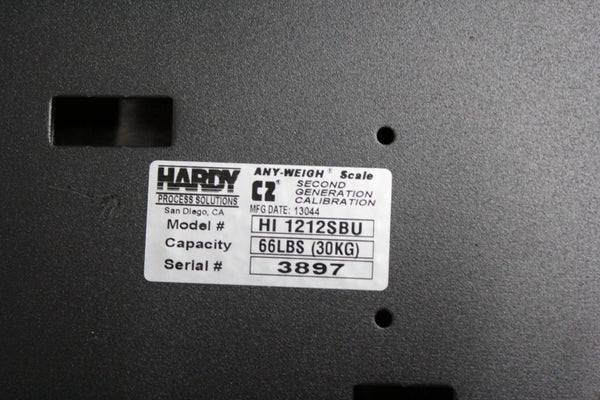 HARDY
PROCESS SOLUTIONS
San Diego, CA
ANY-WEIGH® Scale
C2® SECOND
GENERATION
CALIBRATION
MFG DATE: 13044
Model # HI 1212SBU
Capacity 66LBS (30KG)
Serial # 3897